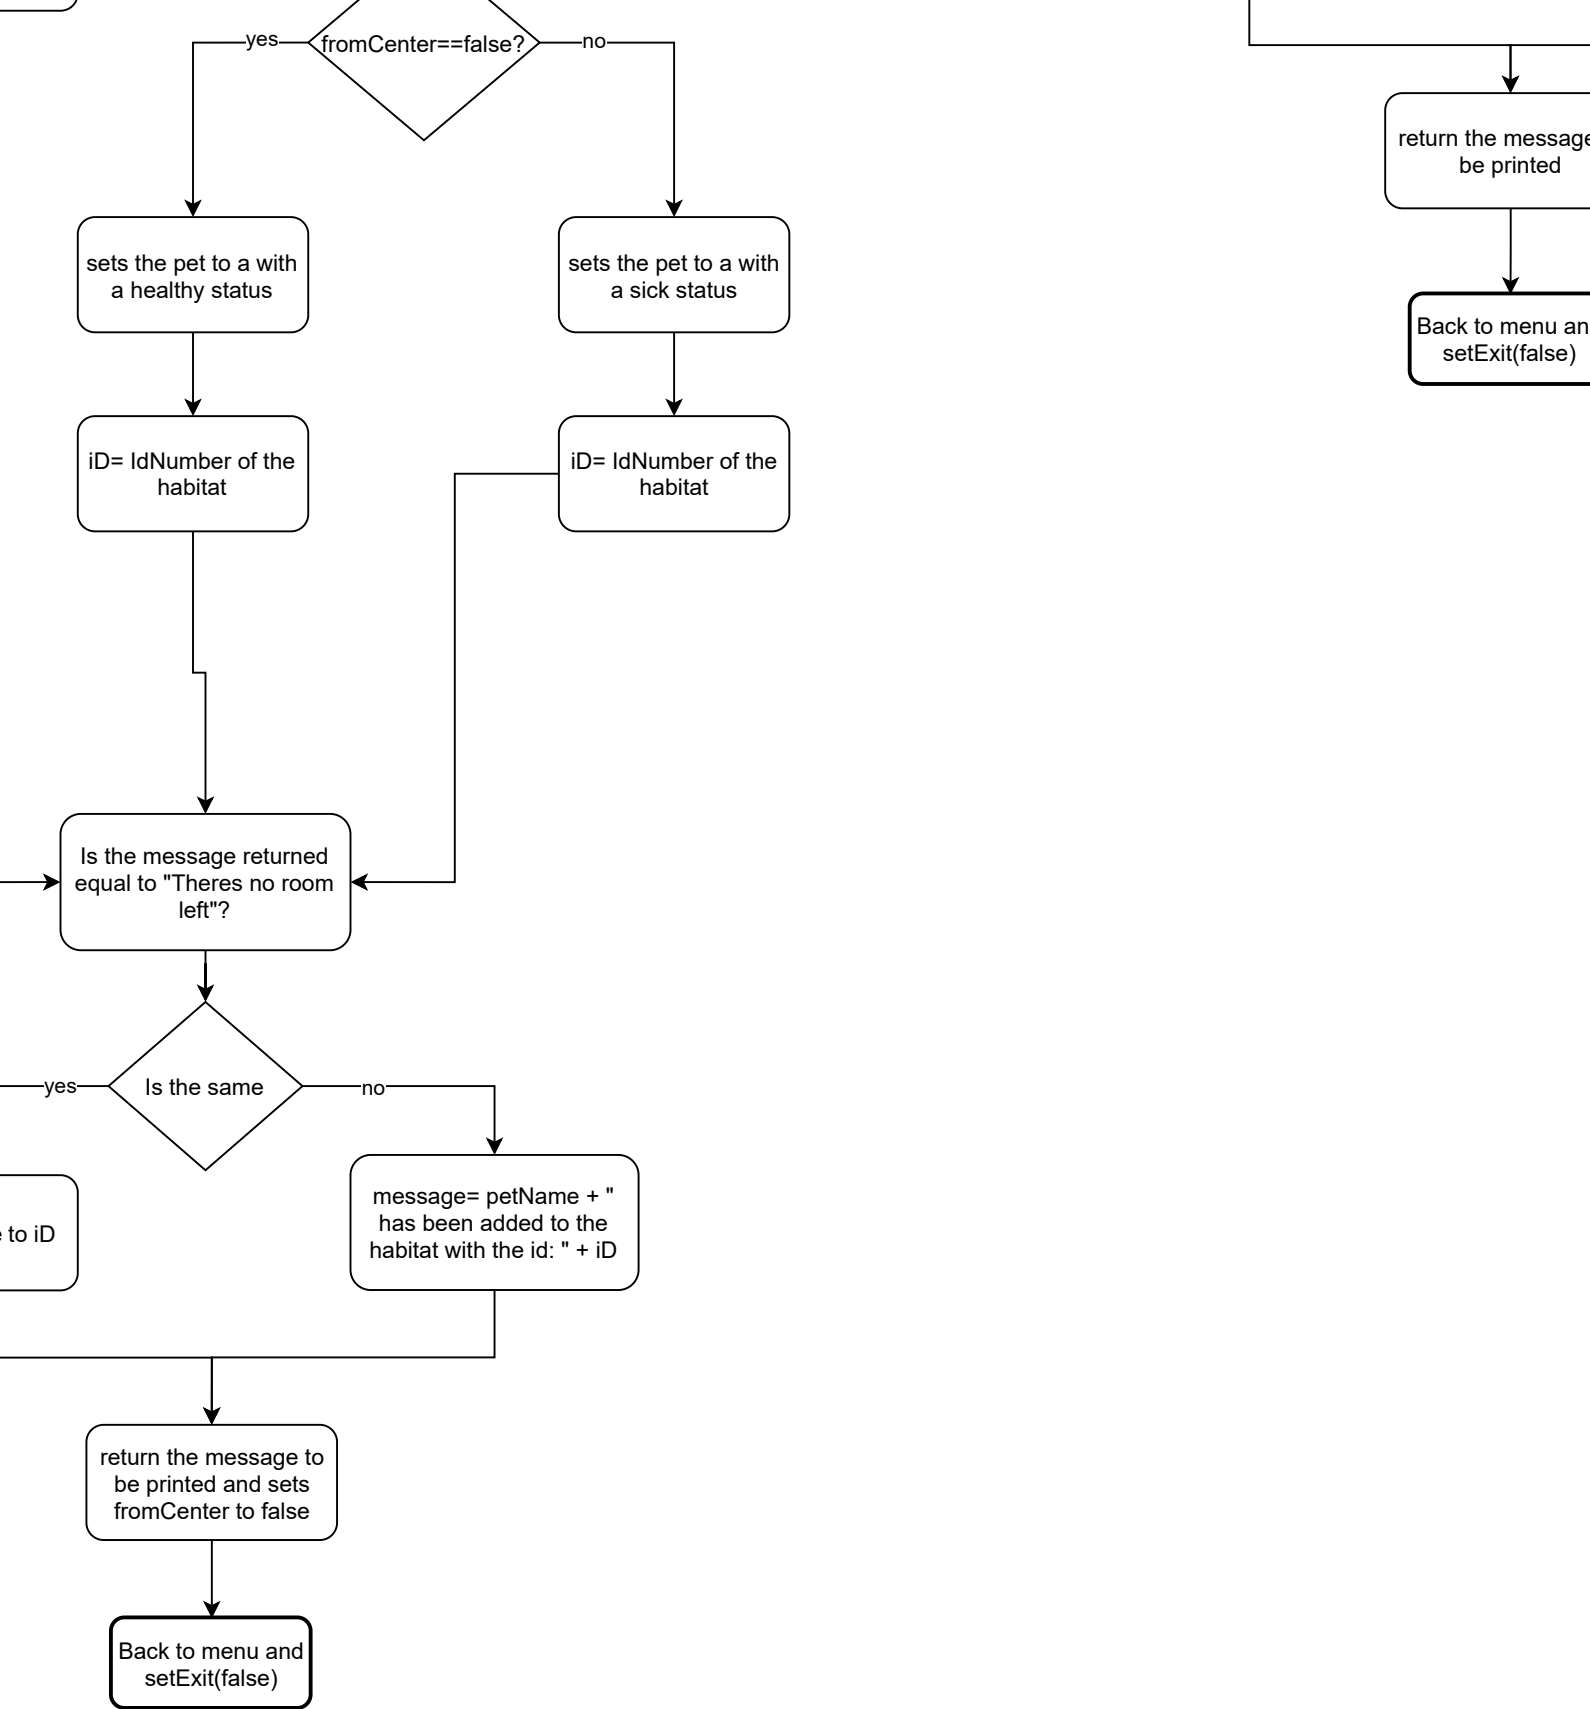 yes
fromCenter==false?
no
return the message
be printed
sets the pet to a with
a healthy status
sets the pet to a with
a sick status
Back to menu an
setExit(false)
iD= IdNumber of the
habitat
iD= IdNumber of the
habitat
Is the message returned
equal to "Theres no room
left"?
yes
Is the same
no
message= petName + "
has been added to the
habitat with the id: " + iD
to iD
return the message to
be printed and sets
fromCenter to false
Back to menu and
setExit(false)